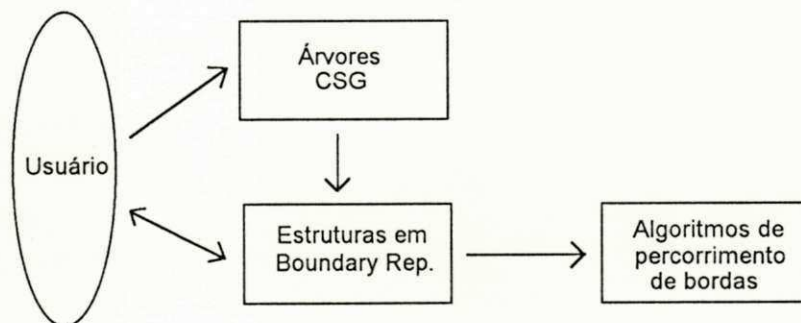 Árvores
CSG
Usuário
Estruturas em
Boundary Rep.
Algoritmos de
percorrimento
de bordas